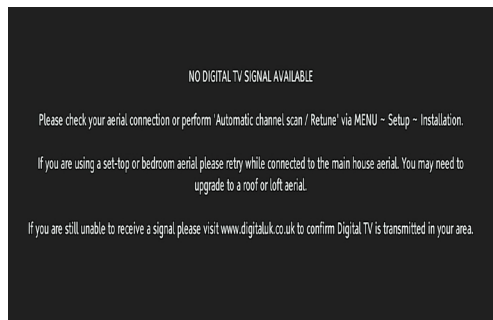 NO DIGITAL TV SIGNAL AVAILABLE
Please check your aerial connection or perform 'Automatic channel scan / Retune' via MENU ~ Setup ~ Installation.
If you are using a set-top or bedroom aerial please retry while connected to the main house aerial. You may need to
upgrade to a roof or loft aerial.
If you are still unable to receive a signal please visit www.digitaluk.co.uk to confirm Digital TV is transmitted in your area.